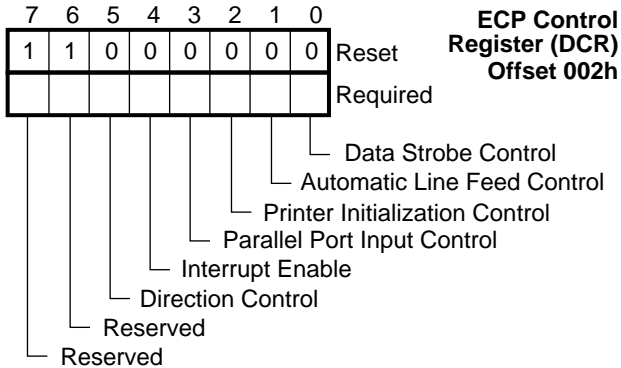 7 6 5 4 3 2 1 0
ECP Control
Register (DCR)
Offset 002h
1 1 0 0 0 0 0 0 Reset
Required
Data Strobe Control
Automatic Line Feed Control
Printer Initialization Control
Parallel Port Input Control
Interrupt Enable
Direction Control
Reserved
Reserved